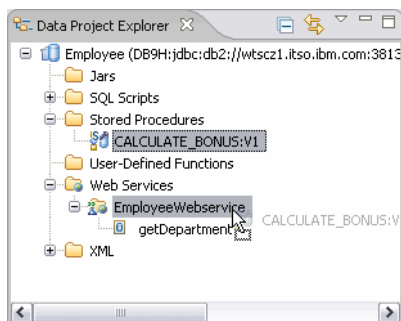 Data Project Explorer
Employee (DB9H:jdbc:db2://wtscz1.itso.ibm.com:3813
Jars
SQL Scripts
Stored Procedures
CALCULATE_BONUS:V1
User-Defined Functions
Web Services
EmployeeWebservice
CALCULATE_BONUS:V
getDepartment
XML